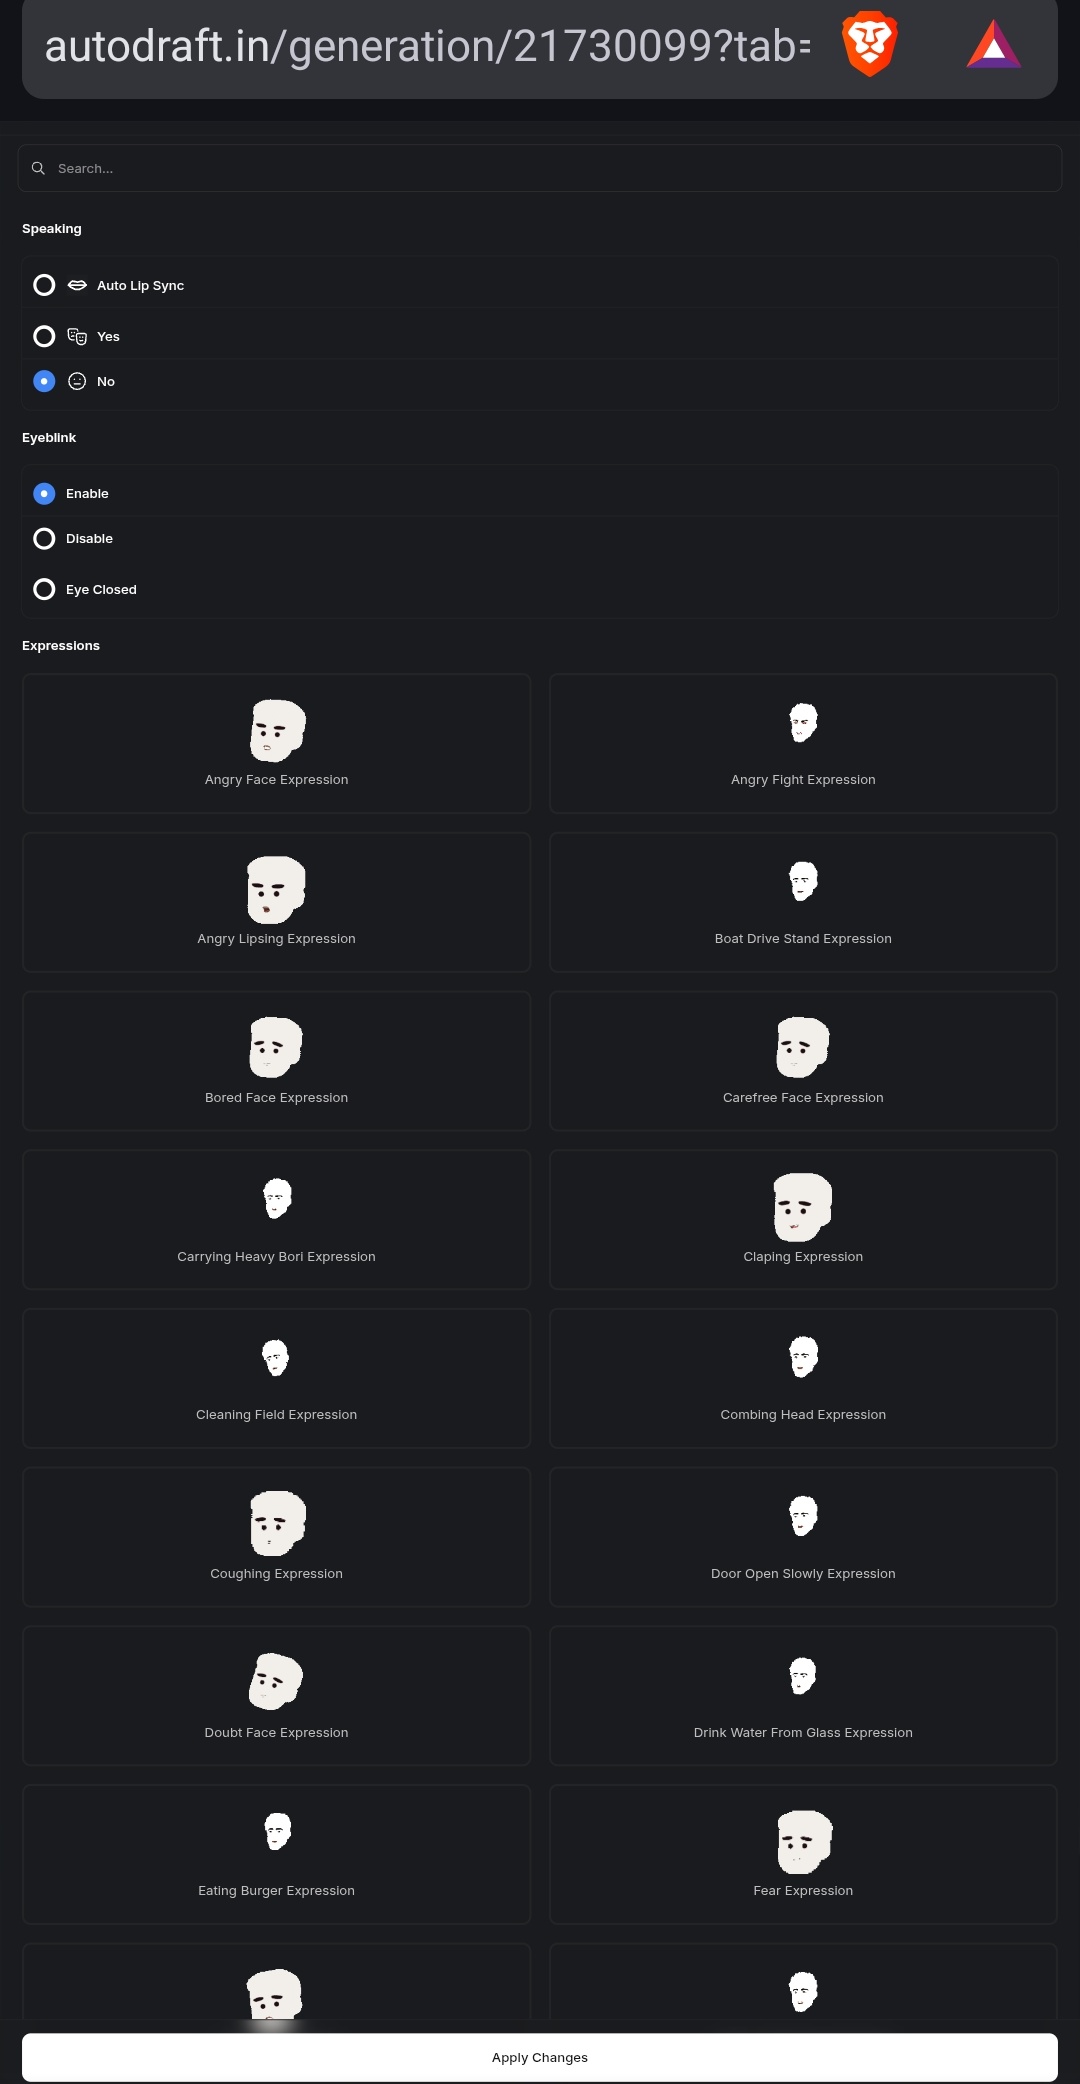 autodraft.in/generation/21730099?tab=
Search...
Speaking
Auto Lip Sync
Yes
No
Eyeblink
Enable
Disable
Eye Closed
Expressions
Angry Face Expression
Angry Fight Expression
Angry Lipsing Expression
Boat Drive Stand Expression
Bored Face Expression
Carefree Face Expression
Carrying Heavy Bori Expression
Claping Expression
Cleaning Field Expression
Combing Head Expression
Coughing Expression
Door Open Slowly Expression
Doubt Face Expression
Drink Water From Glass Expression
Eating Burger Expression
Fear Expression
Apply Changes